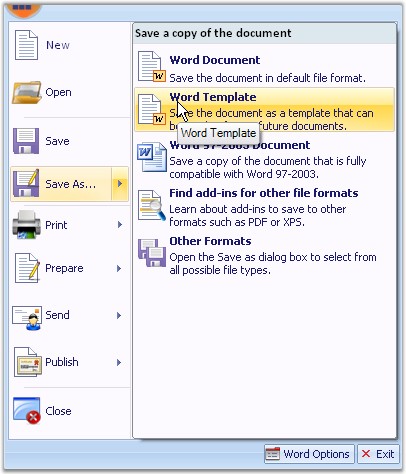 Save a copy of the document
New
Open
Save
Save As...
Print
Prepare
Send
Publish
Close
Word Document
Save the document in default file format.
Word Template
Save the document as a template that can
future documents.
Word Template
Word 97-2003 Document
Save a copy of the document that is fully
compatible with Word 97-2003.
Find add-ins for other file formats
Learn about add-ins to save to other
formats such as PDF or XPS.
Other Formats
Open the Save as dialog box to select from
all possible file types.
Word Options
Exit